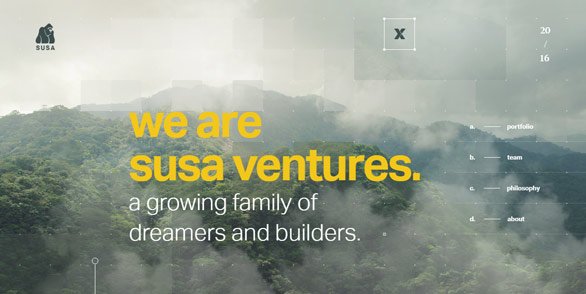 SUSA
X
20
/
16
we are
susa ventures.
a growing family of
dreamers and builders.
a. portfolio
b. team
c. philosophy
d. about